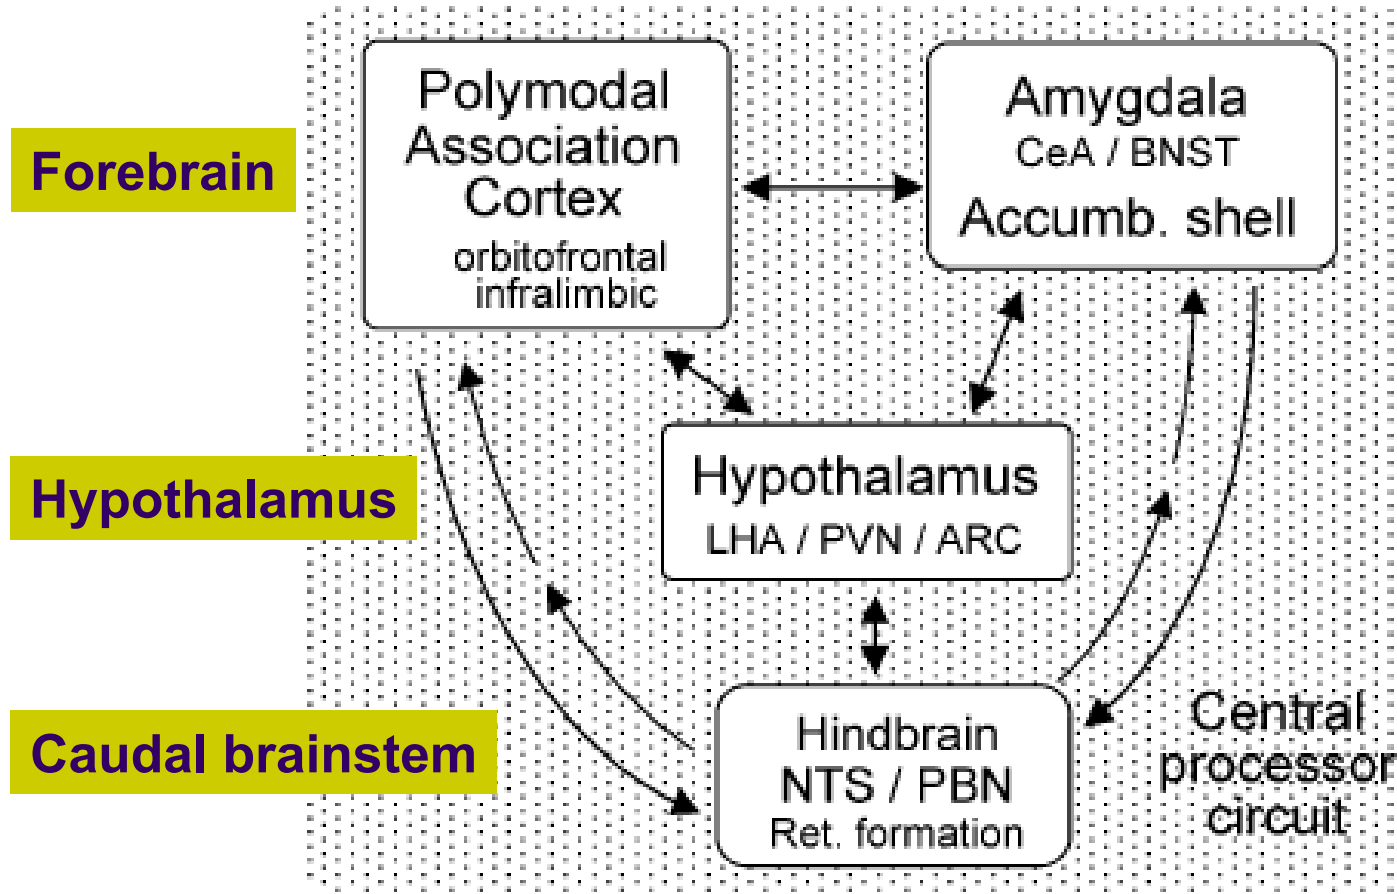 Forebrain
Hypothalamus
Caudal brainstem
Polymodal
Association
Cortex
orbitofrontal
infralimbic
Amygdala
CeA / BNST
Accumb. shell
Hypothalamus
LHA / PVN / ARC
Hindbrain
NTS / PBN
Ret. formation
Central
processor
circuit